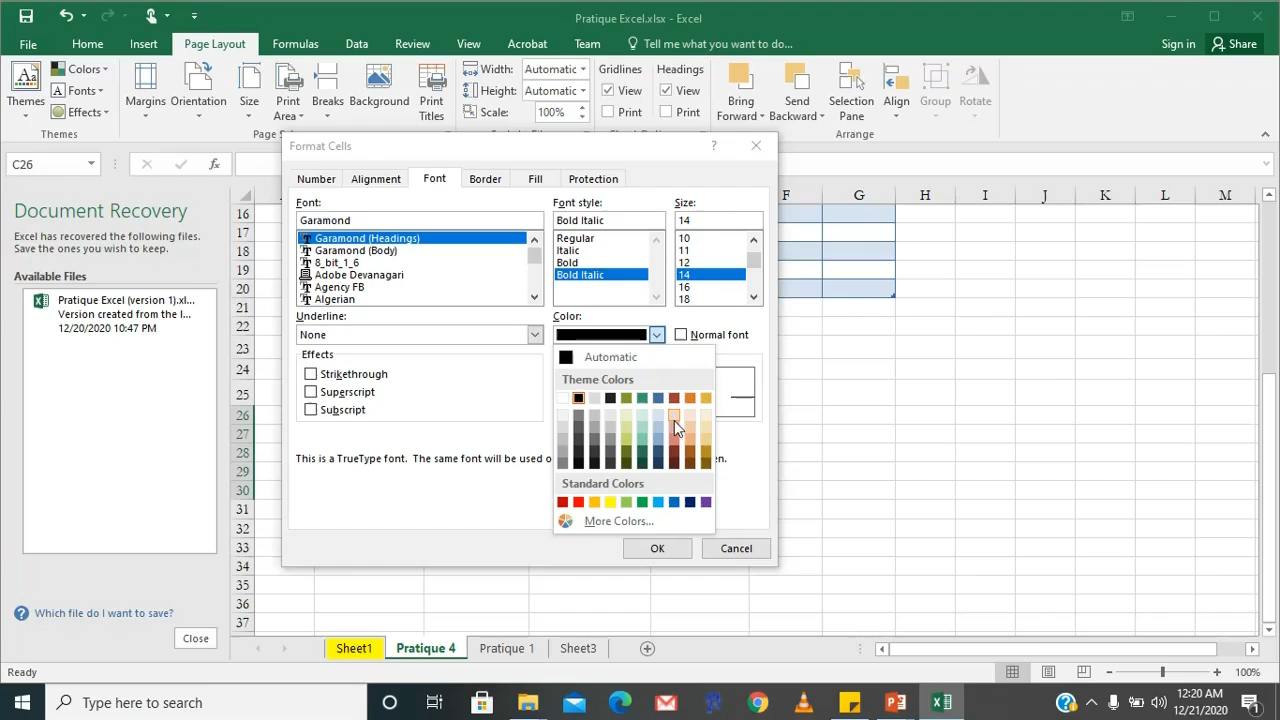 Pratique Excel.xlsx - Excel
File Home Insert Page Layout Formulas Data Review View Acrobat Team Tell me what you want to do... Sign in Share
Colors Width: Automatic Gridlines Headings
Fonts Height: Automatic View View
Effects Scale: 100% Print Print
Themes Margins Orientation Size Print Area Breaks Background Print Titles Bring Forward Send Backward Selection Pane Align Group Rotate
Themes Arrange
C26 fx
Format Cells ?
Number Alignment Font Border Fill Protection
F G H I J K L M
Document Recovery
Excel has recovered the following files.
Save the ones you wish to keep.
Available Files
Pratique Excel (version 1).xl...
Version created from the l...
12/20/2020 10:47 PM
Which file do I want to save?
Close
16
17
18
19
20
21
22
23
24
25
26
27
28
29
30
31
32
33
34
35
36
37
Font: Font style: Size:
Garamond Bold Italic 14
Garamond (Headings)
Garamond (Body)
8_bit_1_6
Adobe Devanagari
Agency FB
Algerian
Regular
Italic
Bold
Bold Italic
10
11
12
14
16
18
Underline: Color:
None Normal font
Effects
Strikethrough
Superscript
Subscript
Automatic
Theme Colors
Standard Colors
More Colors...
This is a TrueType font. The same font will be used o
en.
OK Cancel
Sheet1 Pratique 4 Pratique 1 Sheet3
Ready 100%
Type here to search
12:20 AM
12/21/2020
1